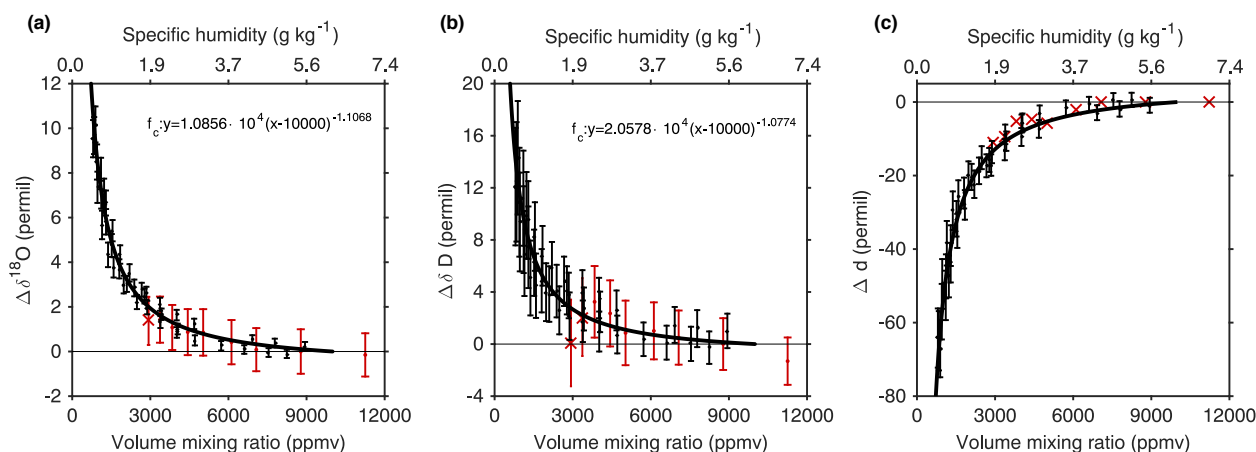 (a)
Specific humidity (g kg⁻¹)
0.0 1.9 3.7 5.6 7.4
12
10
8
6
4
2
0
-2
Δ δ¹⁸O (permil)
f_c:y=1.0856· 10⁴(x-10000)^-1.1068
0 3000 6000 9000 12000
Volume mixing ratio (ppmv)
(b)
Specific humidity (g kg⁻¹)
0.0 1.9 3.7 5.6 7.4
20
16
12
8
4
0
-4
Δ δ D (permil)
f_c:y=2.0578· 10⁴(x-10000)^-1.0774
0 3000 6000 9000 12000
Volume mixing ratio (ppmv)
(c)
Specific humidity (g kg⁻¹)
0.0 1.9 3.7 5.6 7.4
0
-20
-40
-60
-80
Δ d (permil)
0 3000 6000 9000 12000
Volume mixing ratio (ppmv)